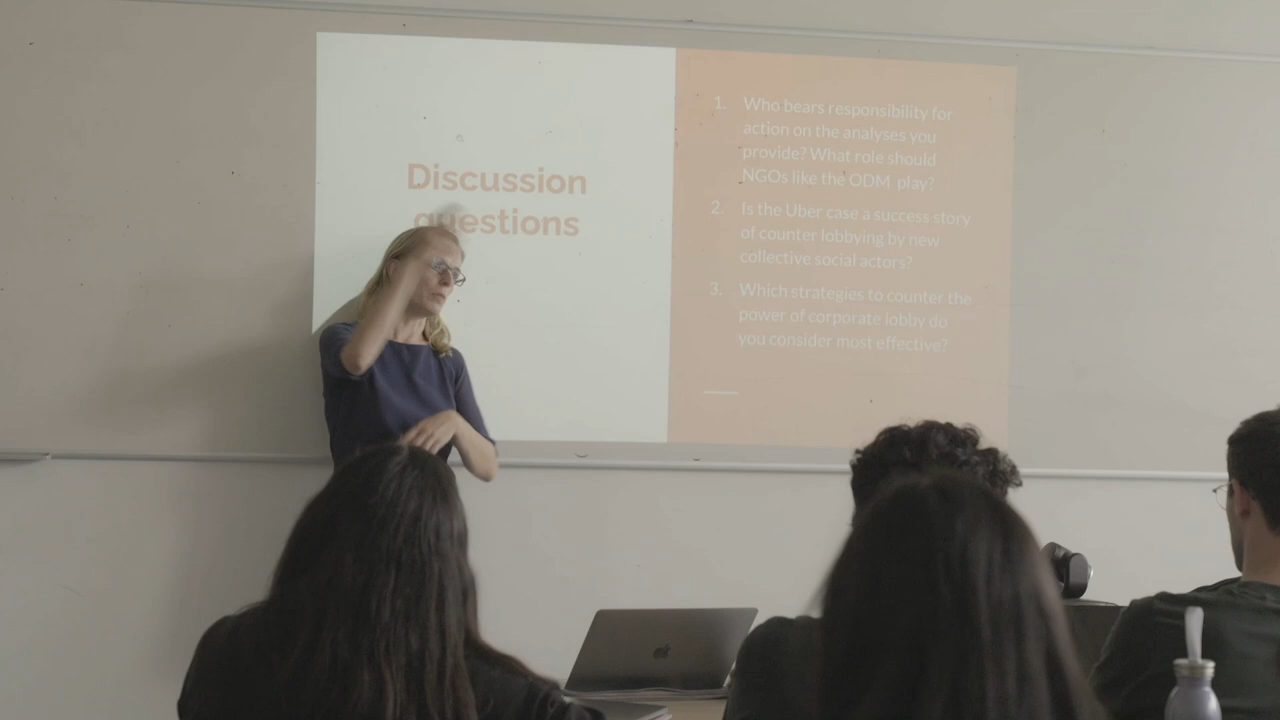 Discussion
questions
1. Who bears responsibility for
action on the analyses you
provide? What role should
NGOs like the ODM play?
2. Is the Uber case a success story
of counter lobbying by new
collective social actors?
3. Which strategies to counter the
power of corporate lobby do
you consider most effective?